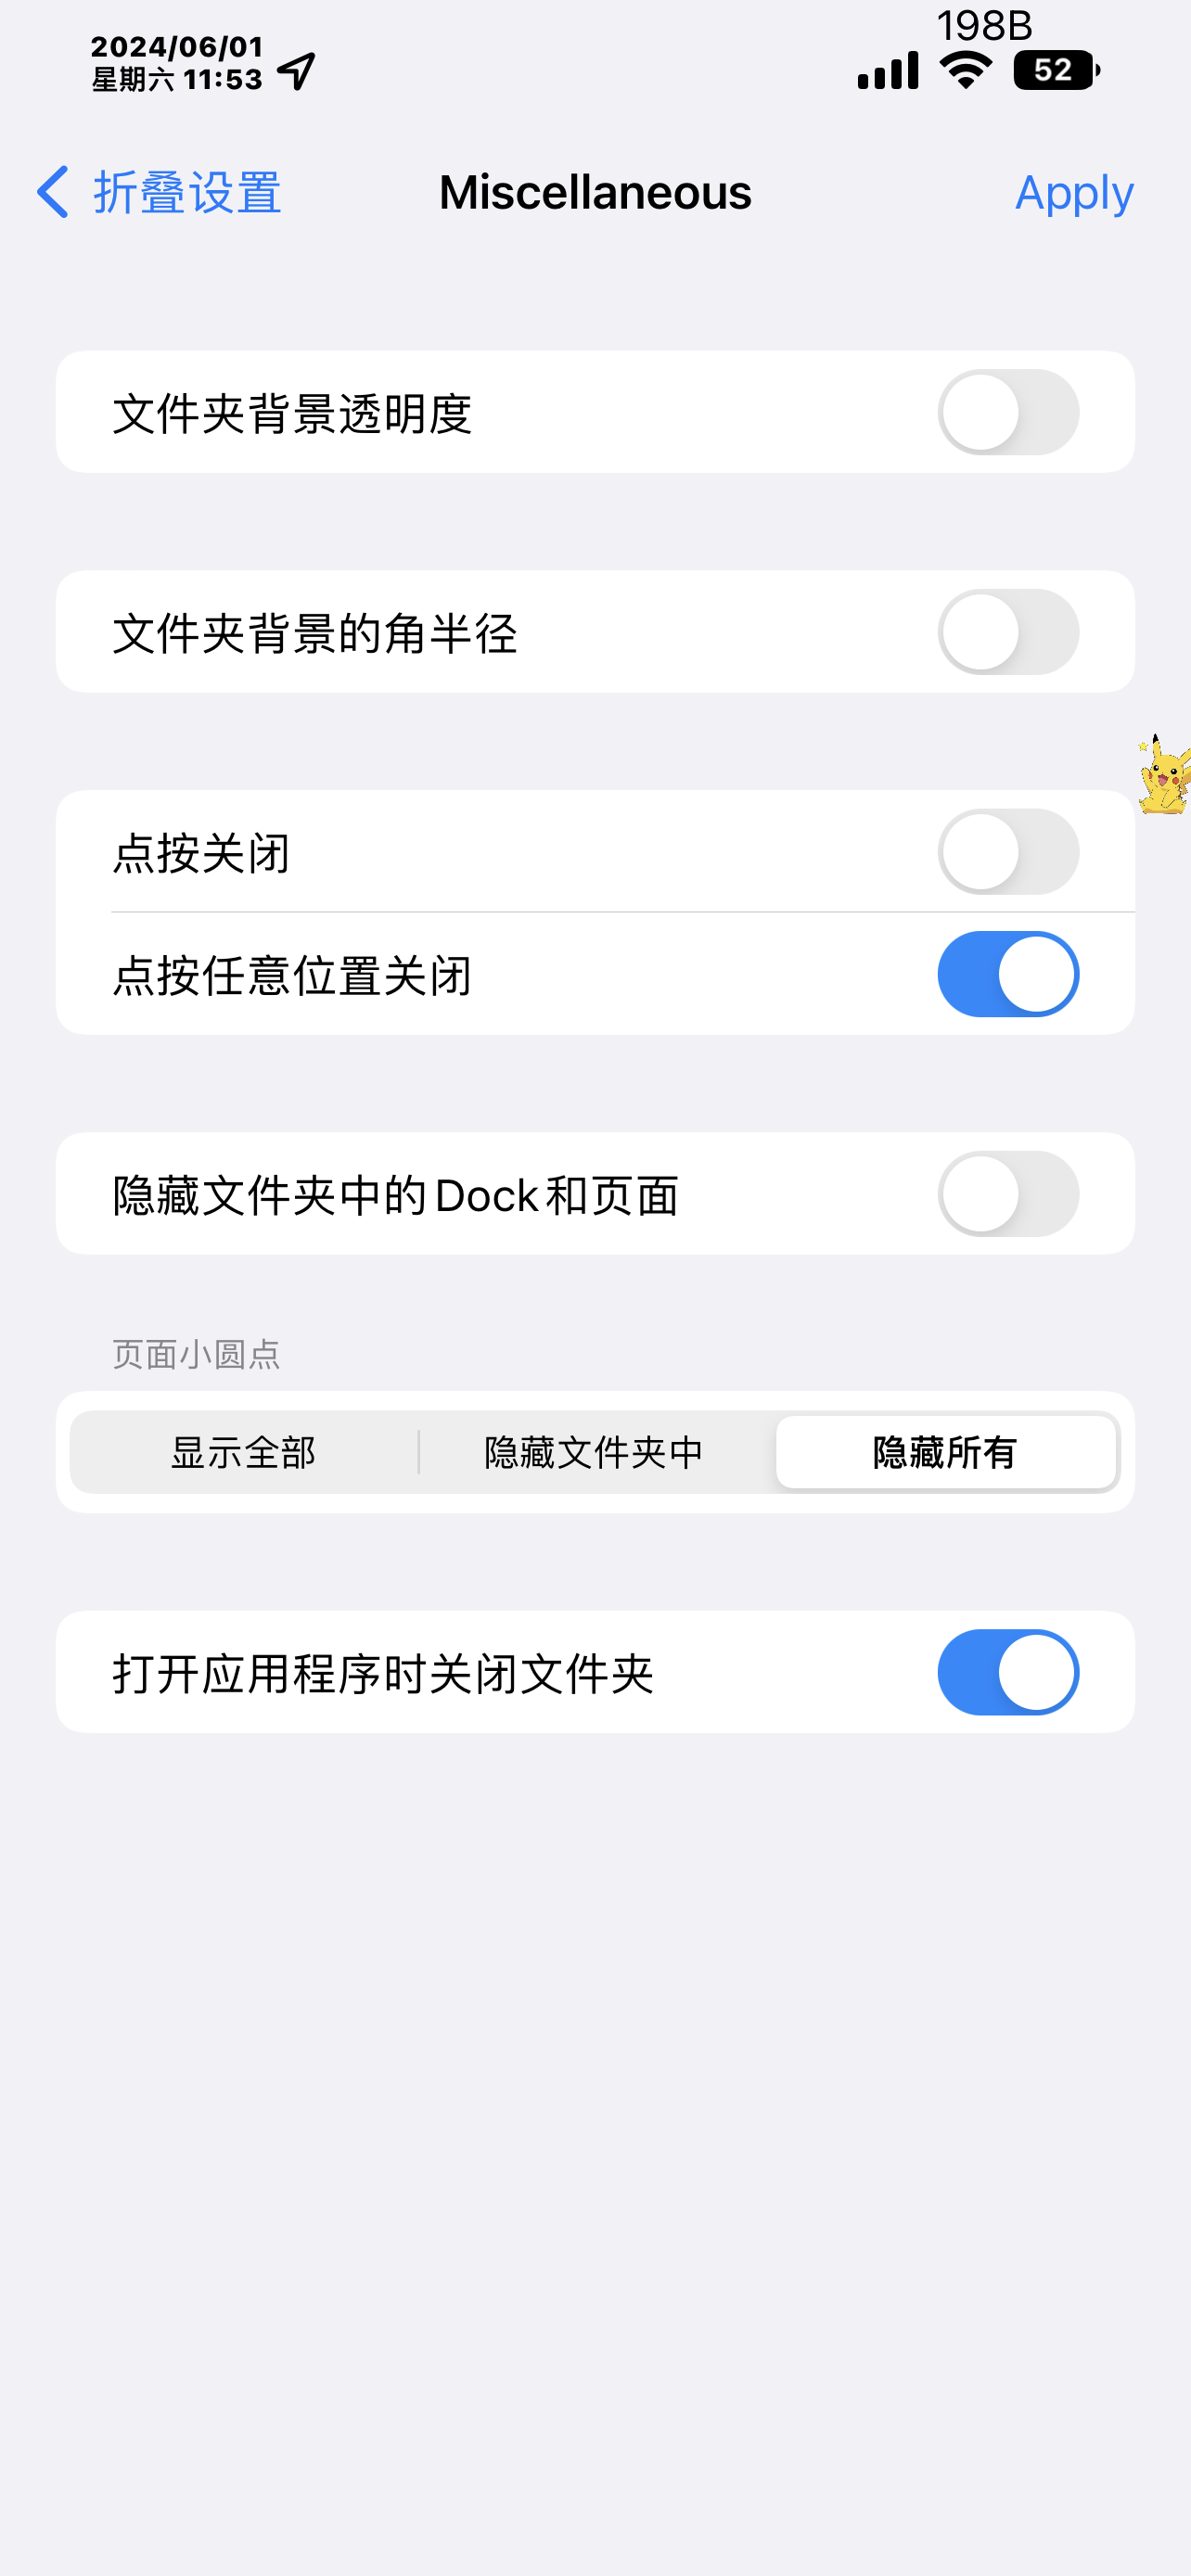 198B
2024/06/01
星期六 11:53
52
折叠设置 Miscellaneous Apply
文件夹背景透明度
文件夹背景的角半径
点按关闭
点按任意位置关闭
隐藏文件夹中的Dock和页面
页面小圆点
显示全部 隐藏文件夹中 隐藏所有
打开应用程序时关闭文件夹